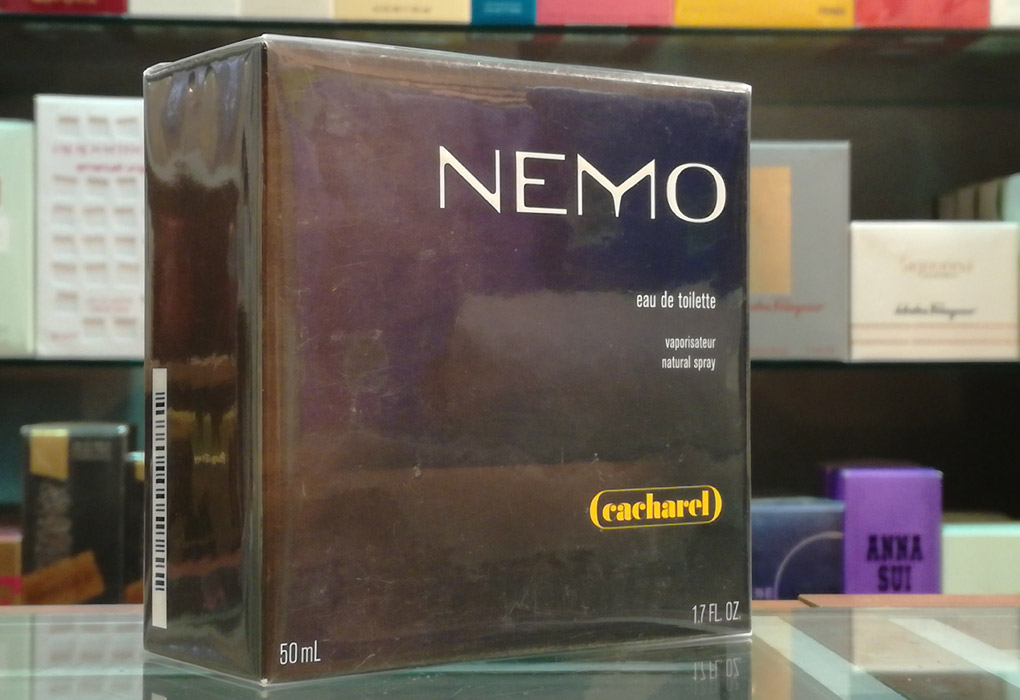 NEMO
eau de toilette
vaporisateur
natural spray
cacharel
1.7 FL. OZ.
50 mL
ANNA
SUI